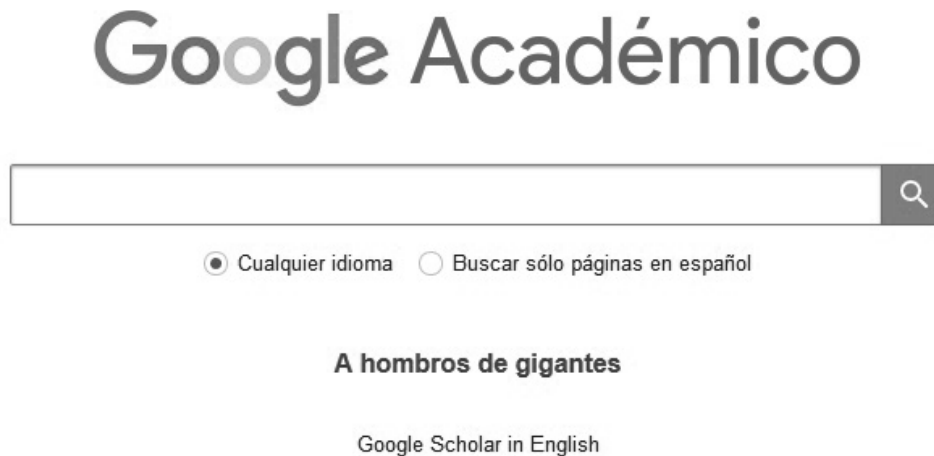 Google Académico
Cualquier idioma Buscar sólo páginas en español
A hombros de gigantes
Google Scholar in English